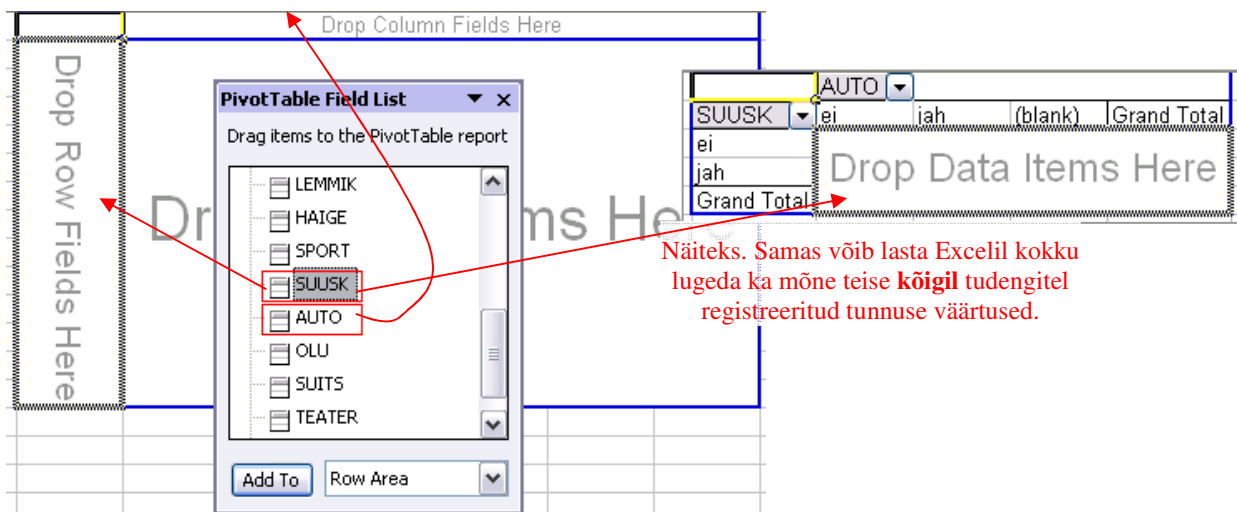 Drop Column Fields Here
Drop Row Fields Here
PivotTable Field List
Drag items to the PivotTable report
LEMMIK
HAIGE
SPORT
SUUSK
AUTO
OLU
SUITS
TEATER
Add To Row Area
Dr ms He
AUTO
SUUSK ei jah (blank) Grand Total
ei
jah
Grand Total
Drop Data Items Here
Näiteks. Samas võib lasta Excelil kokku
lugeda ka mõne teise kõigil tudengitel
registreeritud tunnuse väärtused.